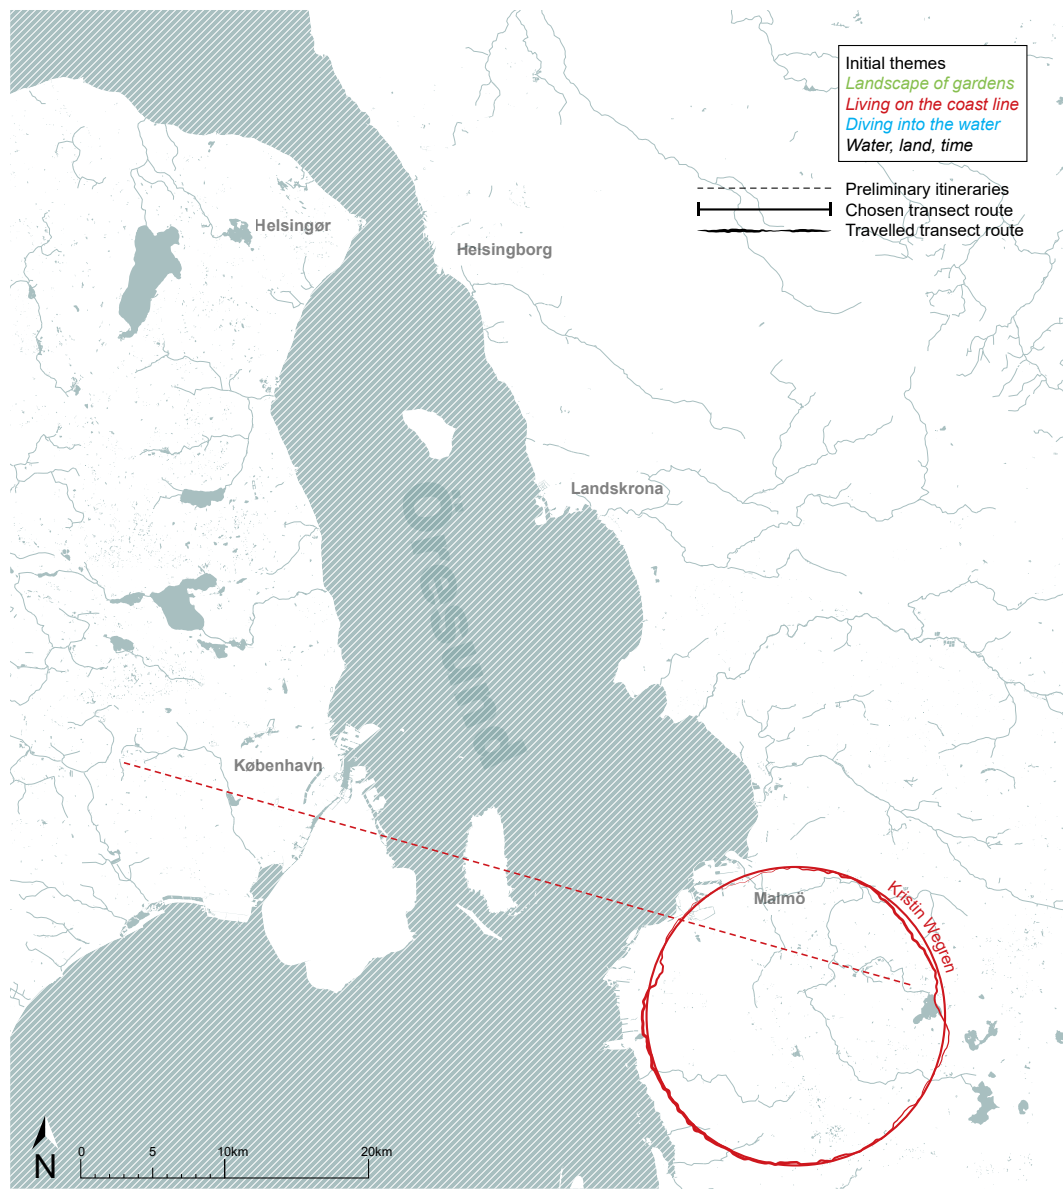 Initial themes
Landscape of gardens
Living on the coast line
Diving into the water
Water, land, time
Preliminary itineraries
Chosen transect route
Travelled transect route
Helsingør
Helsingborg
Landskrona
Öresund
København
Malmö
Kristin Wegren
N
0 5 10km 20km